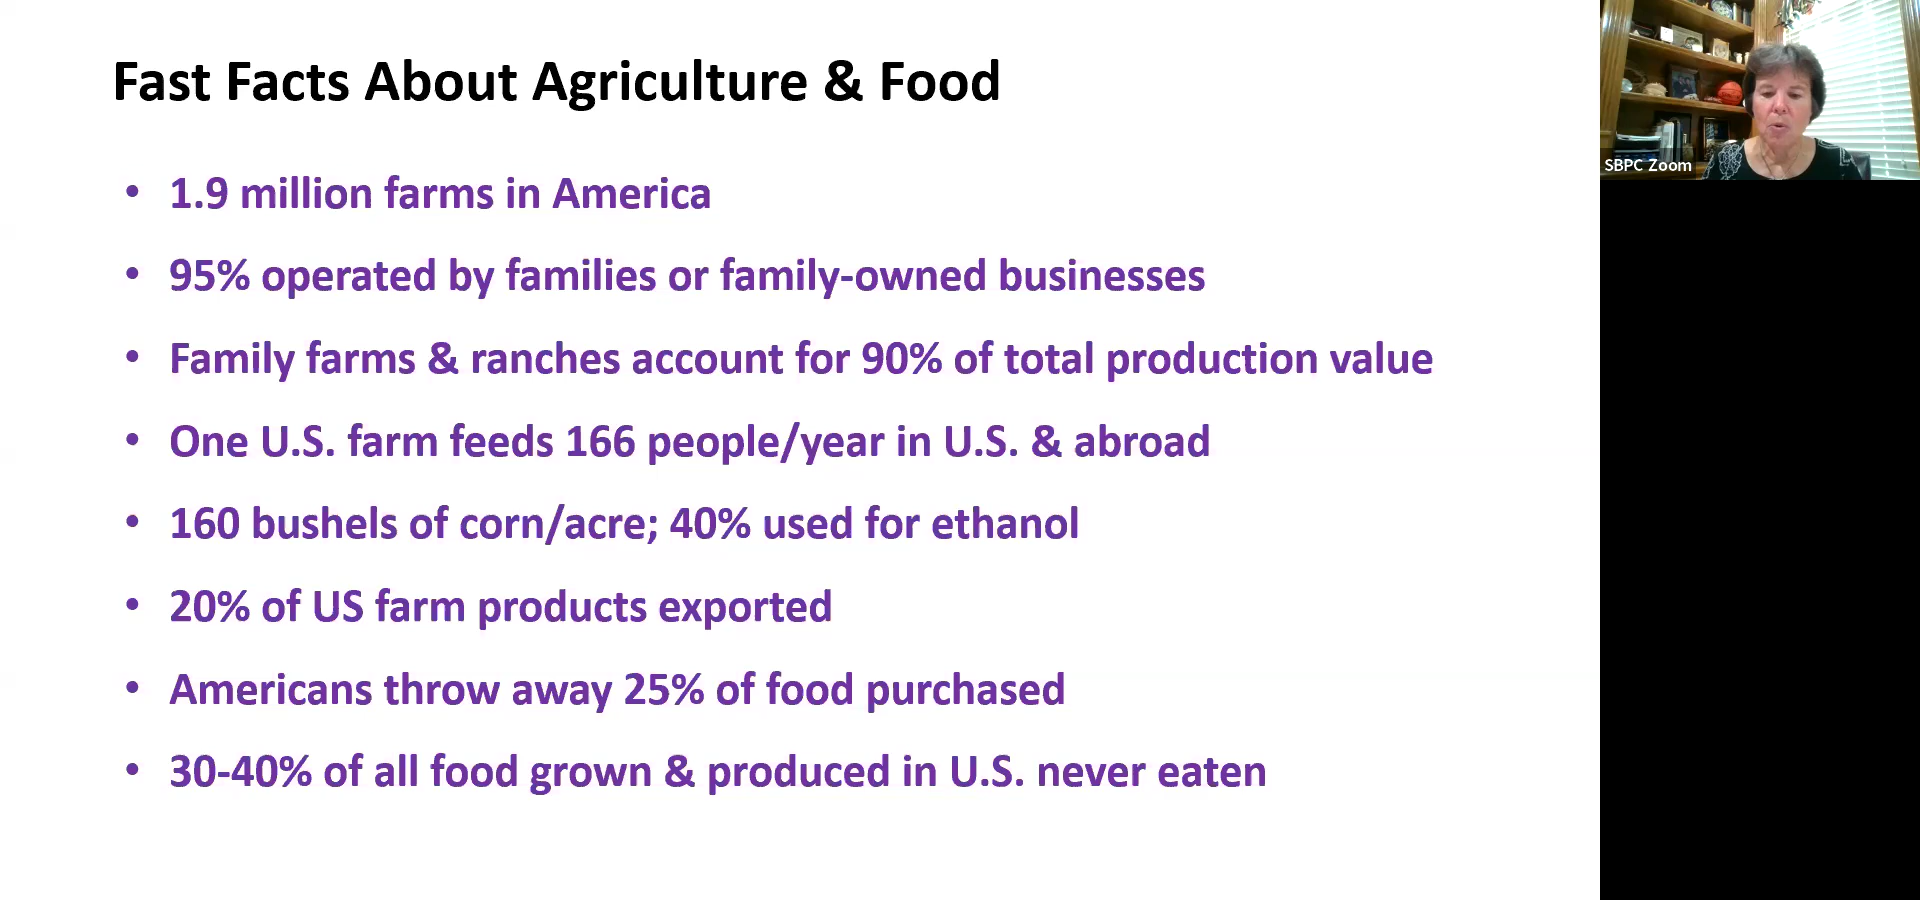 Fast Facts About Agriculture & Food
• 1.9 million farms in America
• 95% operated by families or family-owned businesses
• Family farms & ranches account for 90% of total production value
• One U.S. farm feeds 166 people/year in U.S. & abroad
• 160 bushels of corn/acre; 40% used for ethanol
• 20% of US farm products exported
• Americans throw away 25% of food purchased
• 30-40% of all food grown & produced in U.S. never eaten
SBPC Zoom